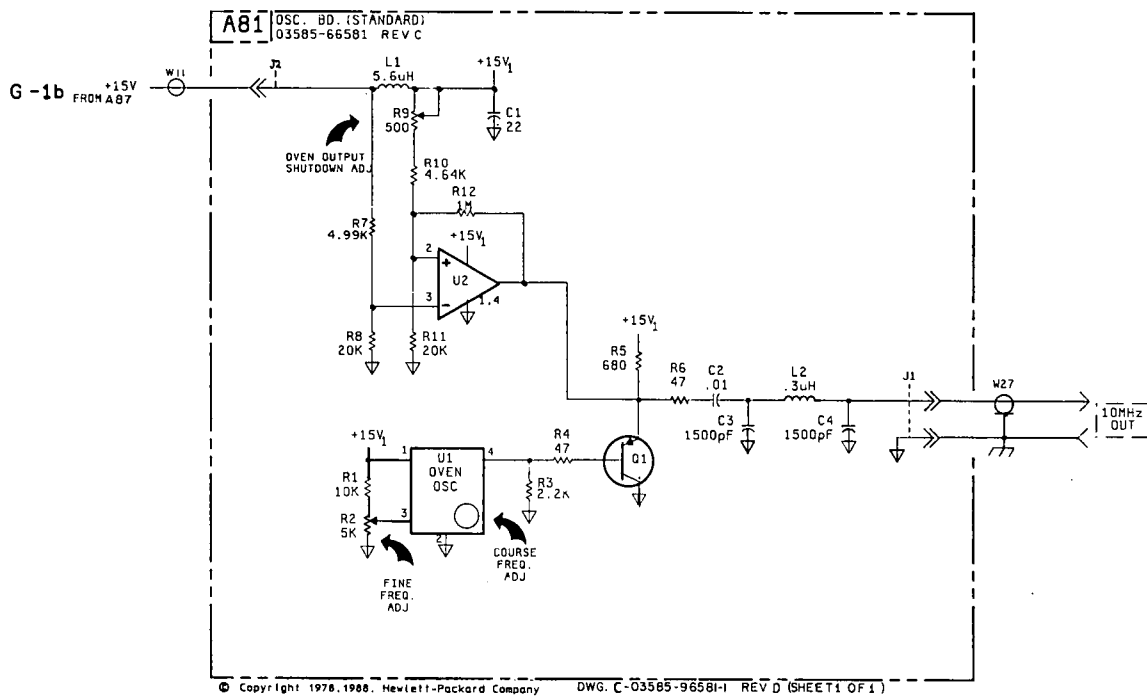 A81
OSC. BD. (STANDARD)
03585-66581 REV C
G -1b
+15V
FROM A87
W11
J2
L1
5.6uH
+15V1
R9
500
C1
.22
OVEN OUTPUT
SHUTDOWN ADJ
R10
4.64K
R12
1M
R7
4.99K
+15V1
2
+
U2
3
-
1,4
R8
20K
R11
20K
+15V1
R5
680
R6
47
C2
.01
L2
.3uH
J1
W27
10MHz
OUT
C3
1500pF
C4
1500pF
+15V1
1
U1
OVEN
OSC
4
R4
47
Q1
R1
10K
R3
2.2K
R2
5K
3
2
COURSE
FREQ.
ADJ
FINE
FREQ.
ADJ
© Copyright 1978,1988. Hewlett-Packard Company
DWG. C-03585-96581-1 REV D (SHEET 1 OF 1)